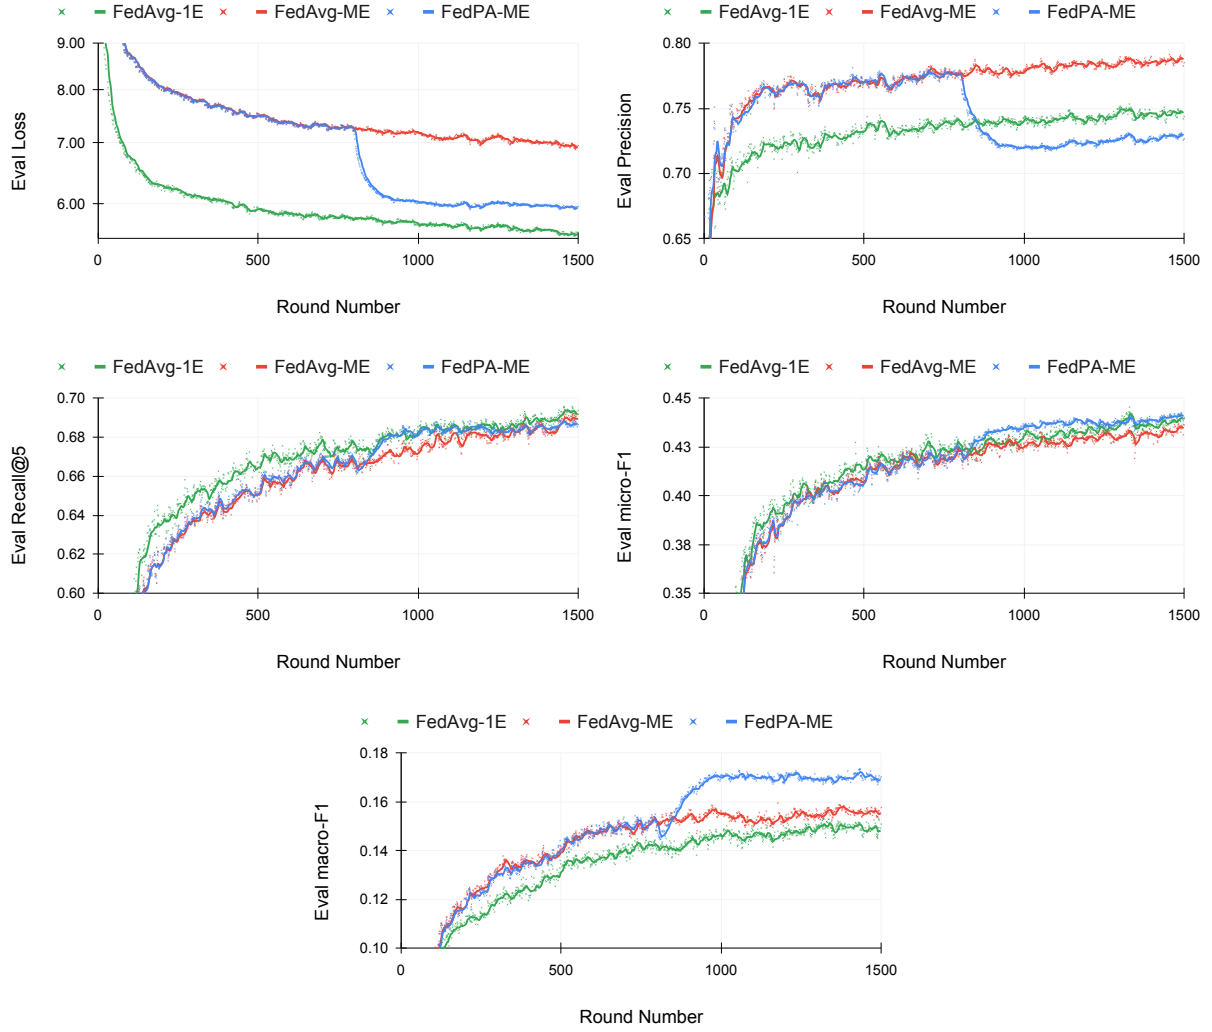 FedAvg-1E FedAvg-ME FedPA-ME
9.00
8.00
7.00
6.00
Eval Loss
0 500 1000 1500
Round Number
FedAvg-1E FedAvg-ME FedPA-ME
0.80
0.75
0.70
0.65
Eval Precision
0 500 1000 1500
Round Number
FedAvg-1E FedAvg-ME FedPA-ME
0.70
0.68
0.66
0.64
0.62
0.60
Eval Recall@5
0 500 1000 1500
Round Number
FedAvg-1E FedAvg-ME FedPA-ME
0.45
0.43
0.40
0.38
0.35
Eval micro-F1
0 500 1000 1500
Round Number
FedAvg-1E FedAvg-ME FedPA-ME
0.18
0.16
0.14
0.12
0.10
Eval macro-F1
0 500 1000 1500
Round Number